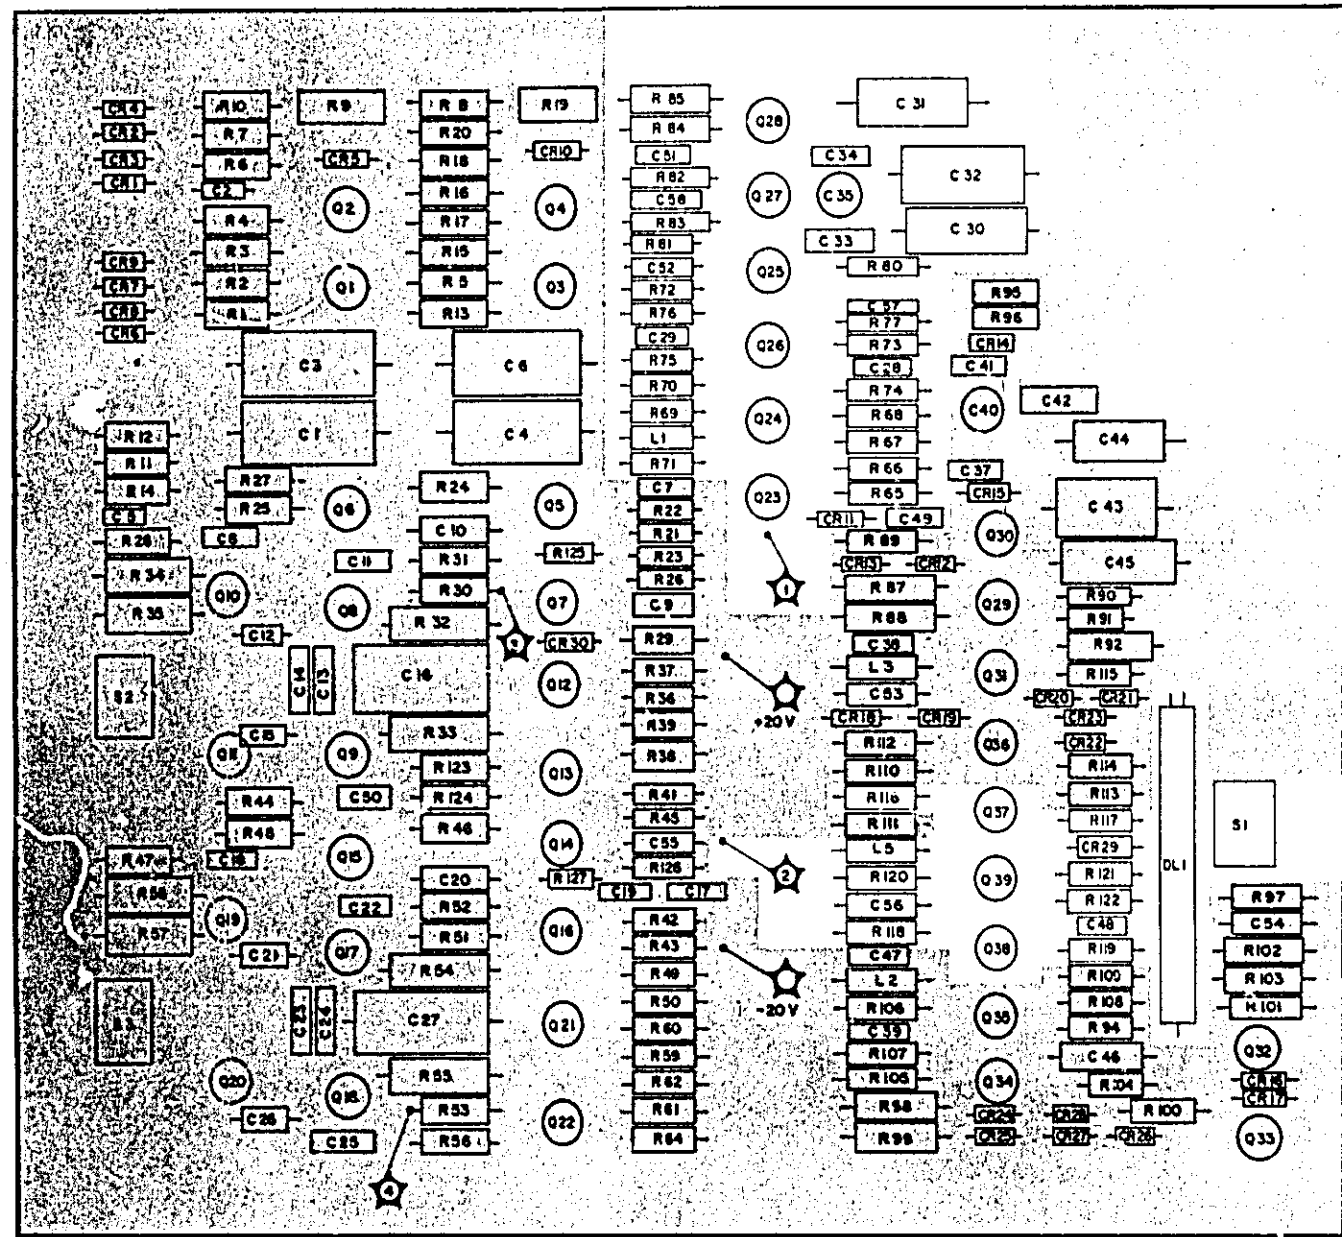 CR4 R10 R9 R8 R19 R85 Q28 C31
CR2 R7 R20 R84
CR3 R6 CR5 R18 CR10 C51 C34
CR1 C2 R16 R82 Q27 C35 C32
R4 Q2 R17 Q4 C58
R83 C30
CR9 R3 R15 R81 C33
CR7 R2 Q1 R5 Q3 C52 Q25 R80
CR8 R1 R13 R72 R95
CR6 R76 C57 R96
C3 C6 C29 Q26 R77 CR14
R75 R73 C41
R70 C28
R74 C40 C42
C1 C4 R69 Q24 R68
R12 L1 R67 C44
R11 R27 R71 R66 C37
R14 R25 R24 C7 Q23 R65 CR15
Q6 Q5 R22 C49 C43
CR11 Q30
C10 R21 R89
C11 R31 R125 R23 CR13 CR12 C45
R34 R30 R26 1 R87 Q29 R90
R35 Q10 Q8 R32 Q7 C9 R88 R91
C12 CR30 R29 R92
C14 C13 C16 Q12 R37 L3 Q31 R115
S2 R36 C53 CR20 CR21
+20V
R33 R39 CR18 CR19 CR23
Q11 C15 Q9 R38 R112 Q36 CR22
R123 Q13 R110 R114
R44 C50 R124 R41 R116 Q37 R113
R48 R46 R45 R111 R117 S1
Q15 Q14 C55 L5 CR29 DL1
R47 C20 R127 R126 2 R120 Q39 R121
R58 C22 R52 C19 C17 C56 R122 R97
R57 Q19 Q17 R51 Q16 R42 R118 C48 C54
C21 R54 R43 C47 Q38 R119 R102
R49 L2 R109 R103
-20V
S3 C23 C24 C27 Q21 R50 R106 Q35 R108 R101
R60 C39 R94
R59 R107 C46 Q32
Q20 Q18 R55 R62 R105 Q34 R104 CR16
CR17
C26 R53 Q22 R61 R98 CR24 CR28 R100
C25 R56 R64 R99 CR25 CR27 CR26 Q33
4